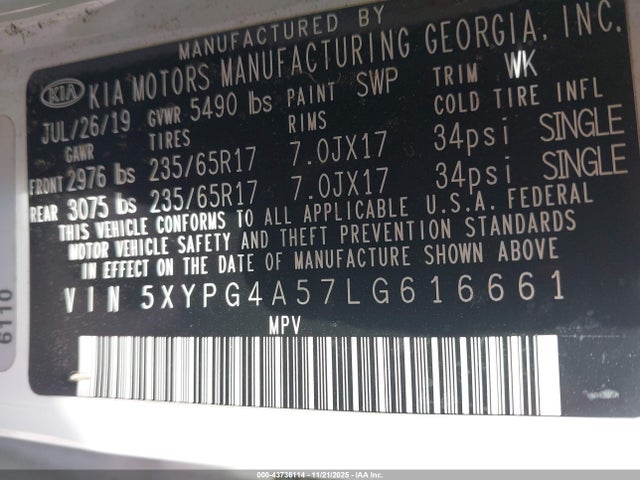 MANUFACTURED BY
KIA KIA MOTORS MANUFACTURING GEORGIA, INC.
JUL/26/19 GVWR 5490 lbs PAINT SWP TRIM WK
GAWR TIRES RIMS COLD TIRE INFL
FRONT 2976 lbs 235/65R17 7.0JX17 34psi SINGLE
REAR 3075 lbs 235/65R17 7.0JX17 34psi SINGLE
THIS VEHICLE CONFORMS TO ALL APPLICABLE U.S.A. FEDERAL
MOTOR VEHICLE SAFETY AND THEFT PREVENTION STANDARDS
IN EFFECT ON THE DATE OF MANUFACTURE SHOWN ABOVE
VIN 5XYPG4A57LG616661
MPV
6110
000-43736114 - 11/21/2025 - IAA Inc.